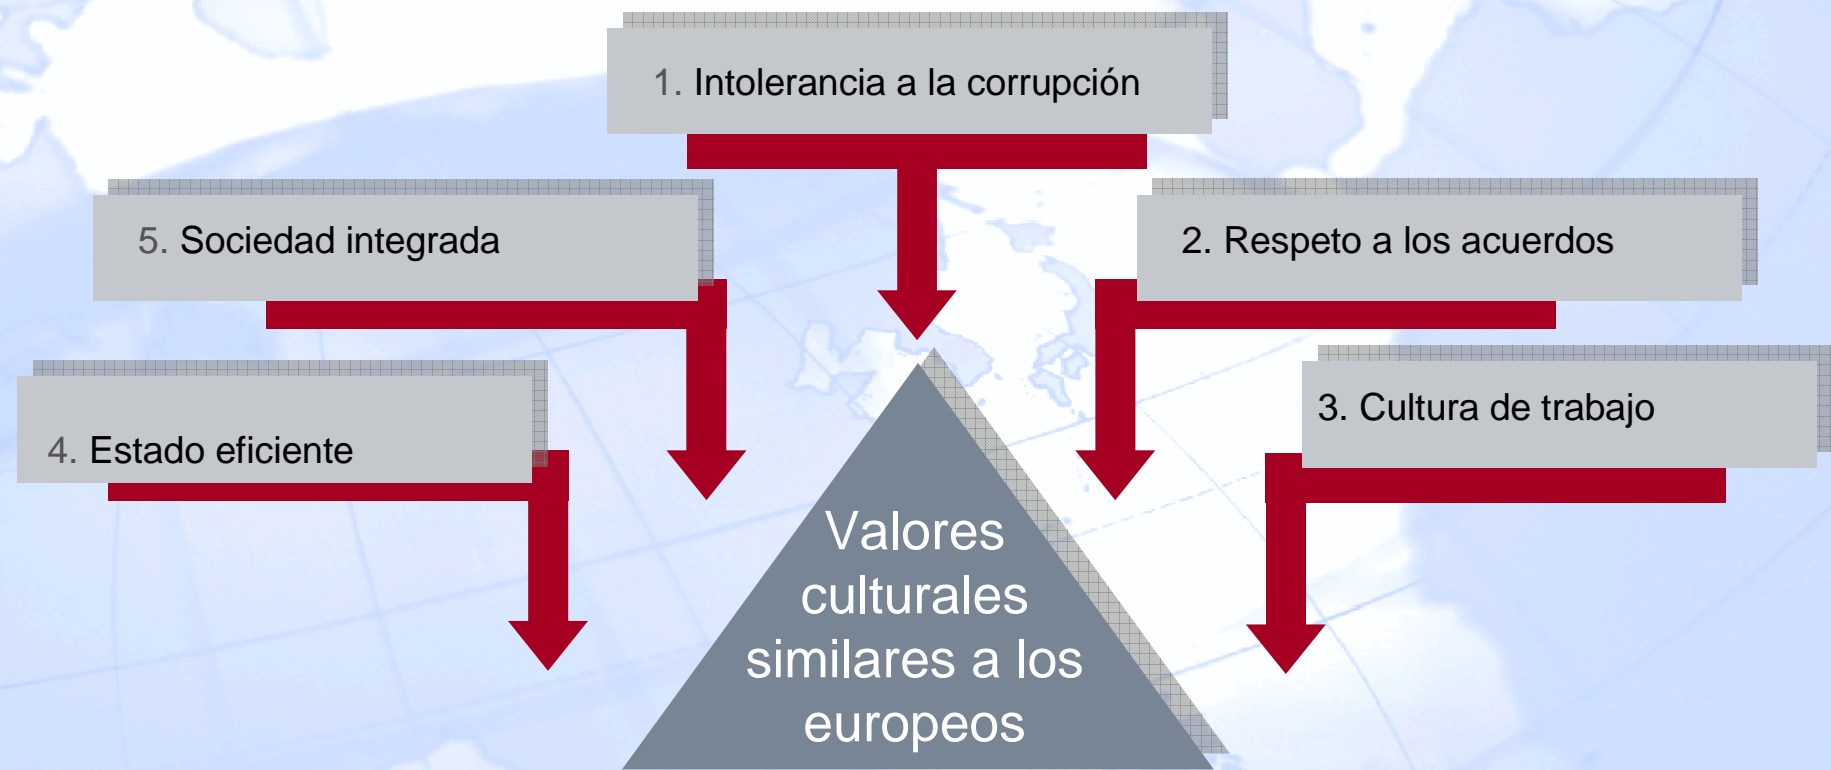 1. Intolerancia a la corrupción
5. Sociedad integrada
2. Respeto a los acuerdos
3. Cultura de trabajo
4. Estado eficiente
Valores
culturales
similares a los
europeos